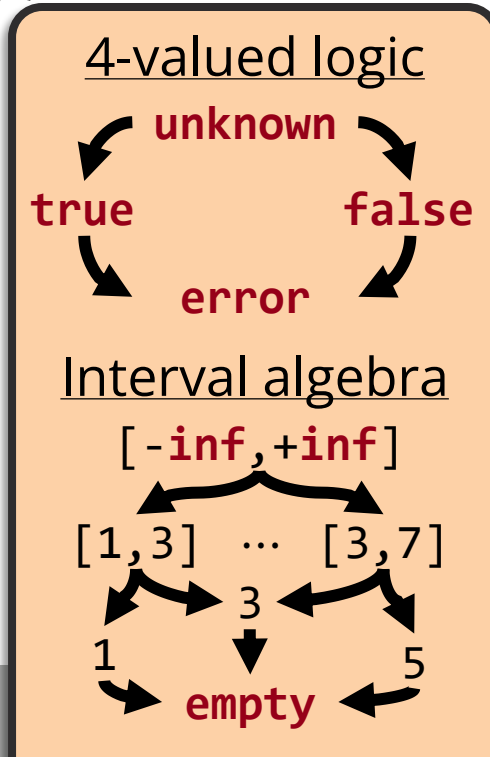 4-valued logic
unknown
true false
error
Interval algebra
[-inf,+inf]
[1,3] ... [3,7]
3
1 5
empty